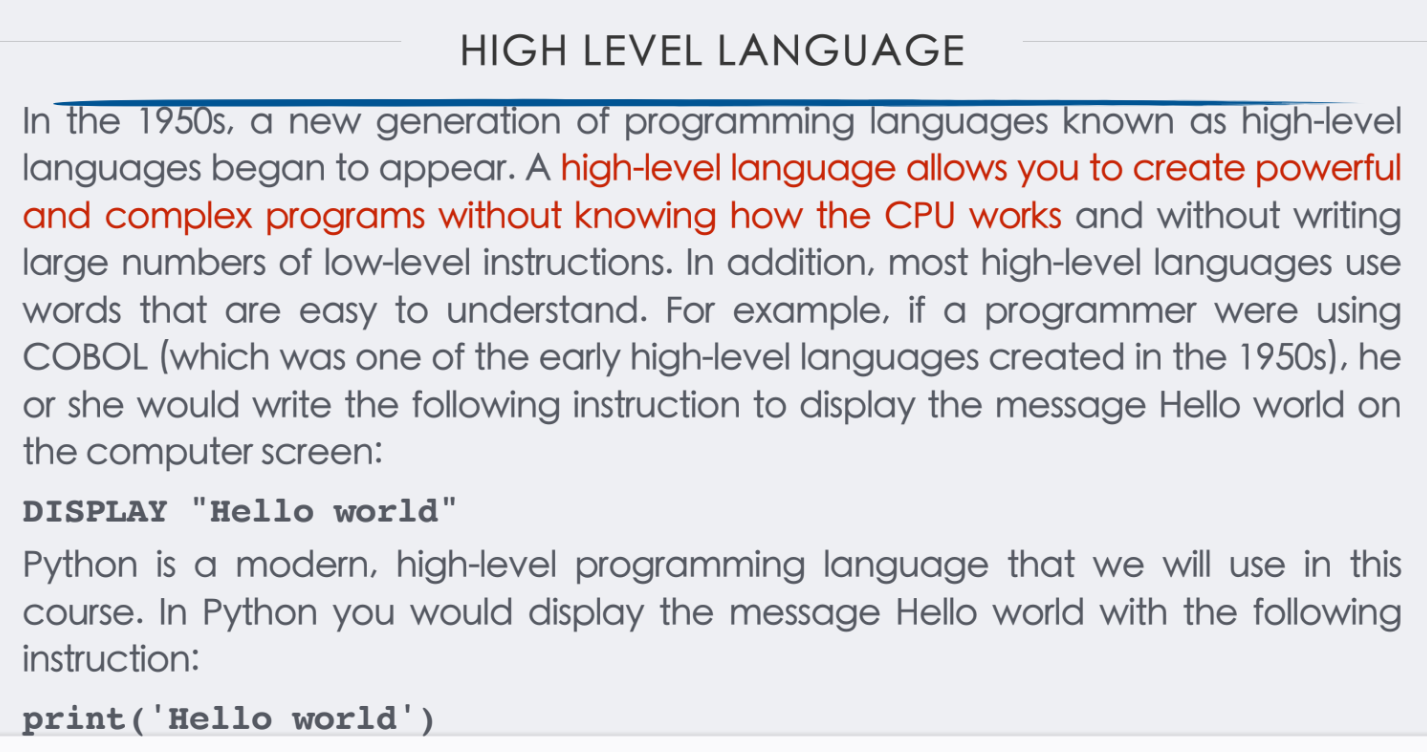 HIGH LEVEL LANGUAGE
In the 1950s, a new generation of programming languages known as high-level
languages began to appear. A high-level language allows you to create powerful
and complex programs without knowing how the CPU works and without writing
large numbers of low-level instructions. In addition, most high-level languages use
words that are easy to understand. For example, if a programmer were using
COBOL (which was one of the early high-level languages created in the 1950s), he
or she would write the following instruction to display the message Hello world on
the computer screen:
DISPLAY "Hello world"
Python is a modern, high-level programming language that we will use in this
course. In Python you would display the message Hello world with the following
instruction:
print('Hello world')